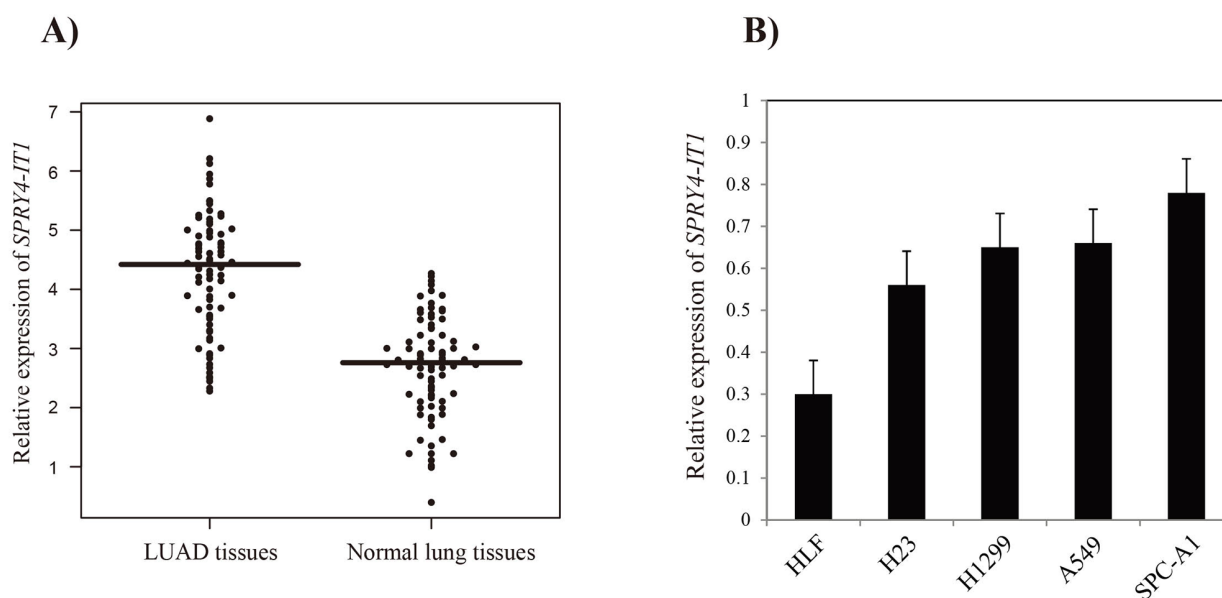 A)
Relative expression of SPRY4-IT1
7
6
5
4
3
2
1
LUAD tissues
Normal lung tissues
B)
Relative expression of SPRY4-IT1
1
0.9
0.8
0.7
0.6
0.5
0.4
0.3
0.2
0.1
0
HLF
H23
H1299
A549
SPC-A1